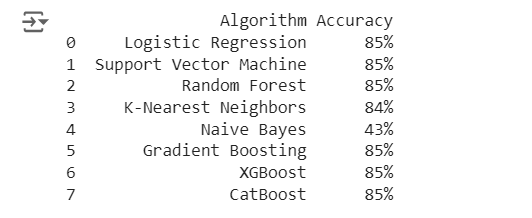 Algorithm Accuracy
0 Logistic Regression 85%
1 Support Vector Machine 85%
2 Random Forest 85%
3 K-Nearest Neighbors 84%
4 Naive Bayes 43%
5 Gradient Boosting 85%
6 XGBoost 85%
7 CatBoost 85%